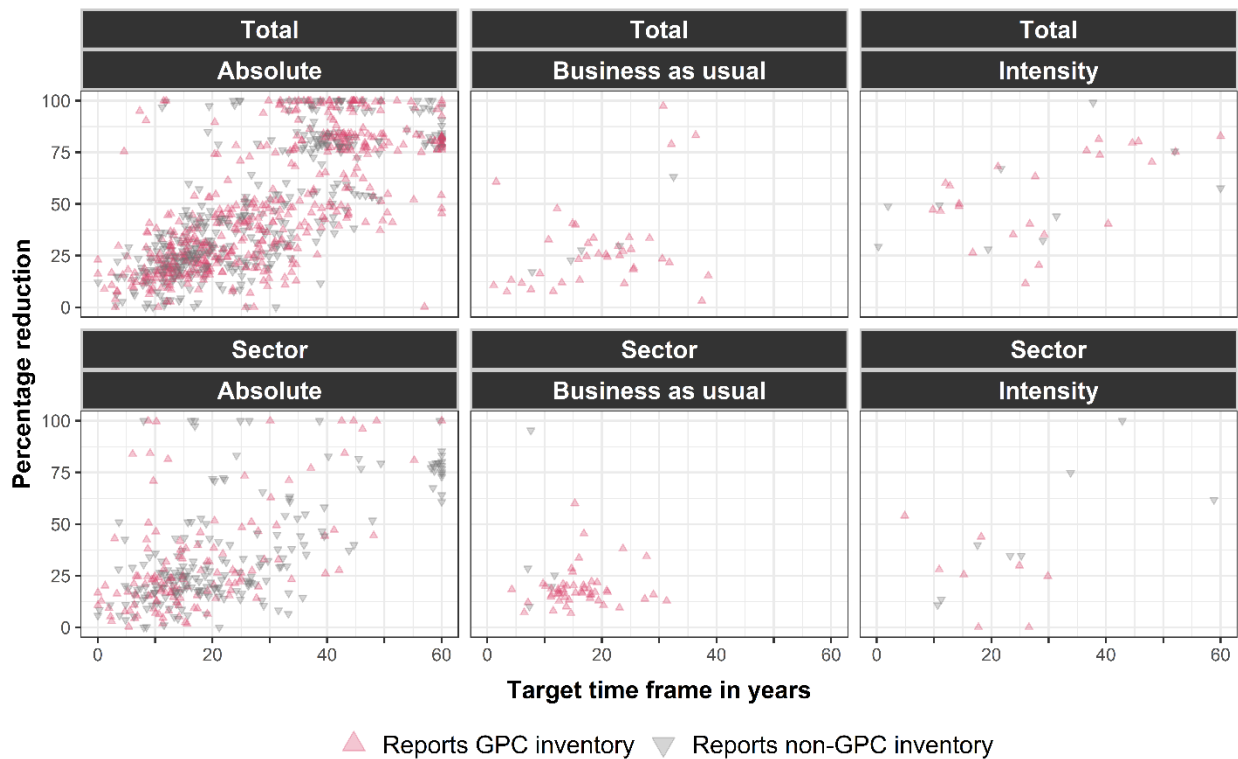 Total Total Total
Absolute Business as usual Intensity
100
75
50
25
0
Sector Sector Sector
Absolute Business as usual Intensity
100
75
50
25
0
0 20 40 60 0 20 40 60 0 20 40 60
Percentage reduction
Target time frame in years
Reports GPC inventory Reports non-GPC inventory